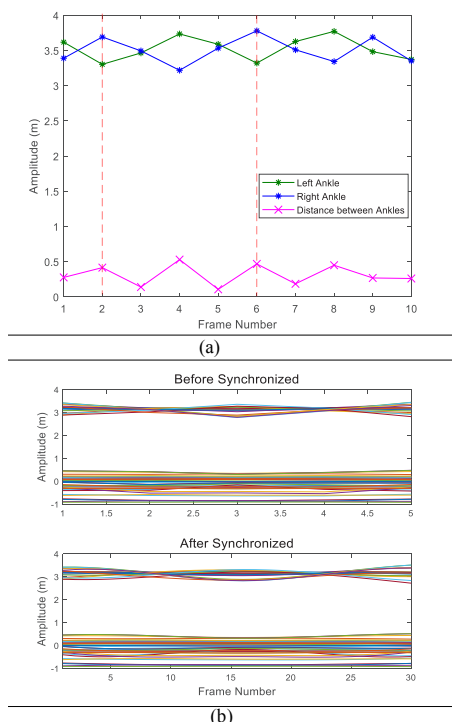 4
3.5
3
2.5
2
1.5
1
0.5
0
Amplitude (m)
Left Ankle
Right Ankle
Distance between Ankles
1 2 3 4 5 6 7 8 9 10
Frame Number
(a)
Before Synchronized
4
3
2
1
0
-1
Amplitude (m)
1 1.5 2 2.5 3 3.5 4 4.5 5
After Synchronized
4
3
2
1
0
-1
Amplitude (m)
5 10 15 20 25 30
Frame Number
(b)